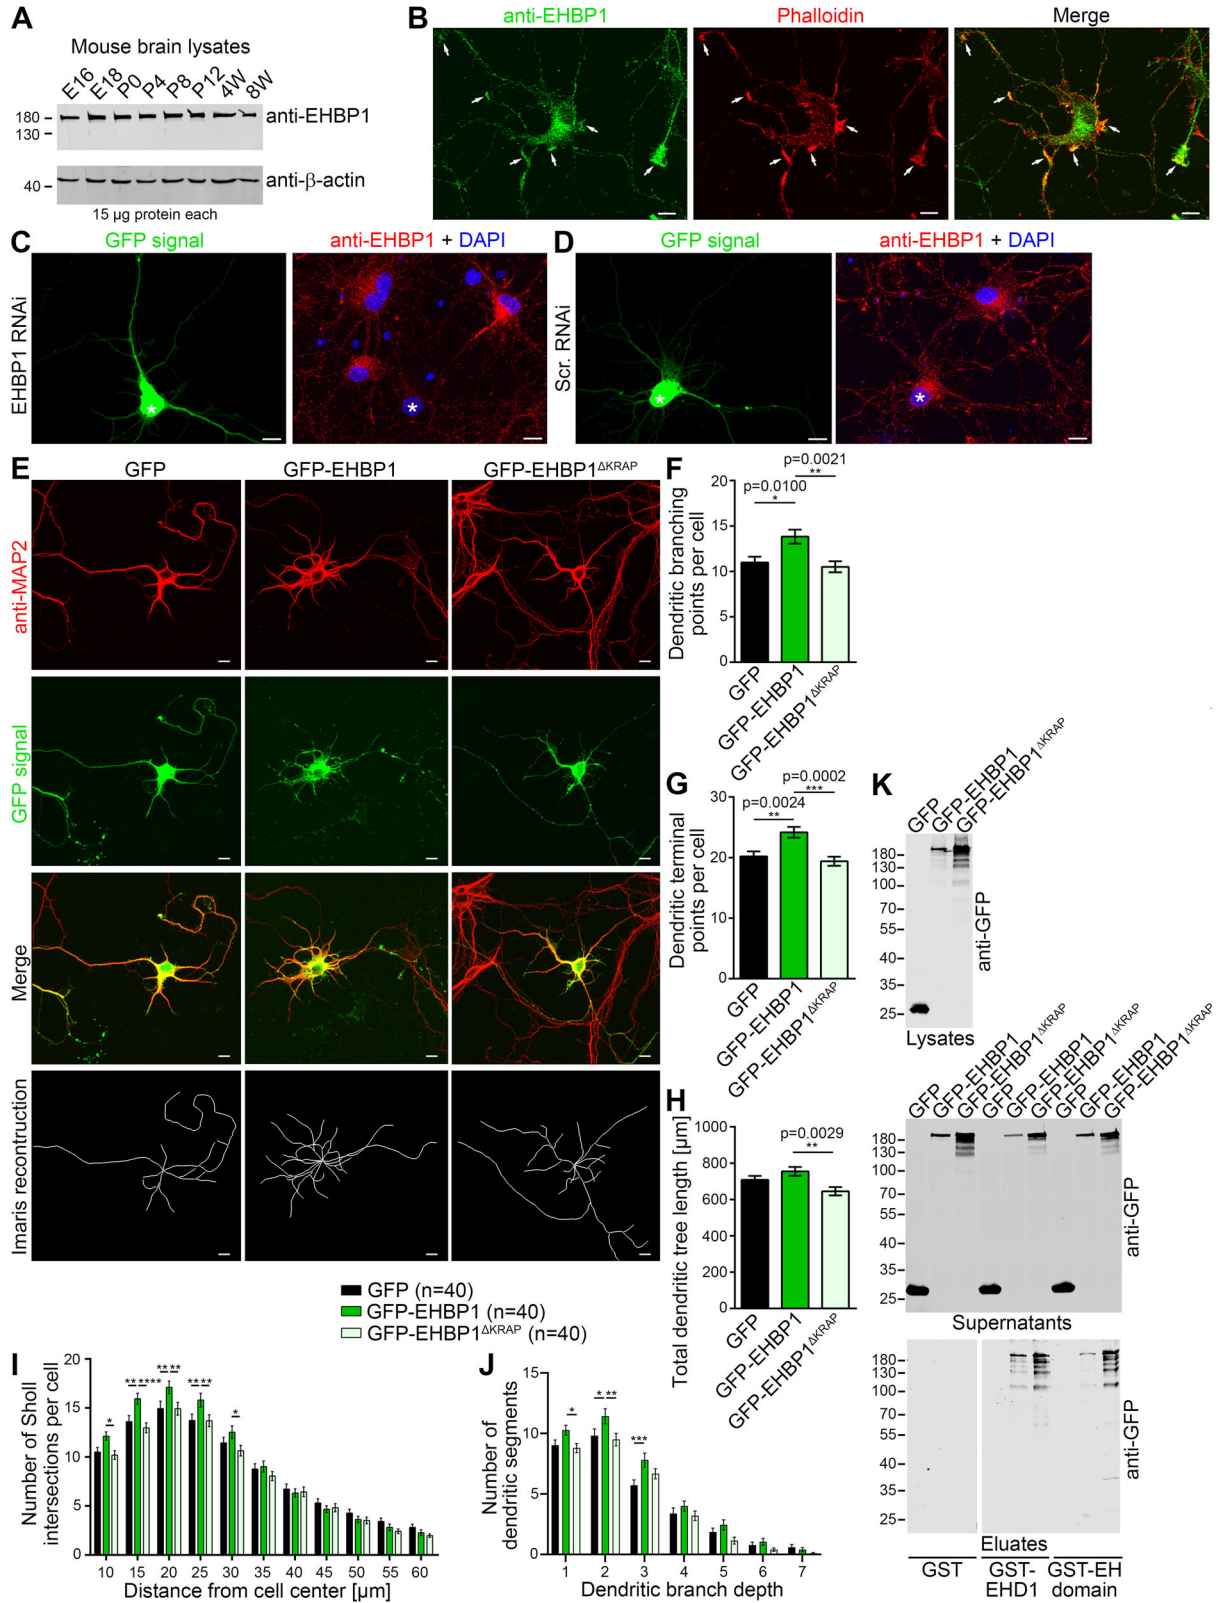 A
Mouse brain lysates
E16 E18 P0 P4 P8 P12 4W 8W
180
130
anti-EHBP1
40
anti-β-actin
15 µg protein each
B
anti-EHBP1
Phalloidin
Merge
C
GFP signal
anti-EHBP1 + DAPI
EHBP1 RNAi
*
*
D
GFP signal
anti-EHBP1 + DAPI
Scr. RNAi
*
*
E
GFP
GFP-EHBP1
GFP-EHBP1ΔKRAP
anti-MAP2
GFP signal
Merge
Imaris recontruction
F
p=0.0021
**
p=0.0100
*
Dendritic branching
points per cell
20
15
10
5
0
GFP
GFP-EHBP1
GFP-EHBP1ΔKRAP
G
p=0.0002
***
p=0.0024
**
Dendritic terminal
points per cell
30
20
10
0
GFP
GFP-EHBP1
GFP-EHBP1ΔKRAP
H
p=0.0029
**
Total dendritic tree length [µm]
1000
800
600
400
200
0
GFP
GFP-EHBP1
GFP-EHBP1ΔKRAP
GFP (n=40)
GFP-EHBP1 (n=40)
GFP-EHBP1ΔKRAP (n=40)
I
Number of Sholl
intersections per cell
20
15
10
5
0
* ** **** ** ** ** ** *
10 15 20 25 30 35 40 45 50 55 60
Distance from cell center [µm]
J
Number of
dendritic segments
15
10
5
0
* * ** ***
1 2 3 4 5 6 7
Dendritic branch depth
K
GFP
GFP-EHBP1
GFP-EHBP1ΔKRAP
180
130
100
70
55
40
35
25
anti-GFP
Lysates
GFP GFP-EHBP1 GFP-EHBP1ΔKRAP GFP GFP-EHBP1 GFP-EHBP1ΔKRAP GFP GFP-EHBP1 GFP-EHBP1ΔKRAP
180
130
100
70
55
40
35
25
anti-GFP
Supernatants
180
130
100
70
55
40
35
25
anti-GFP
Eluates
GST
GST-
EHD1
GST-EH
domain